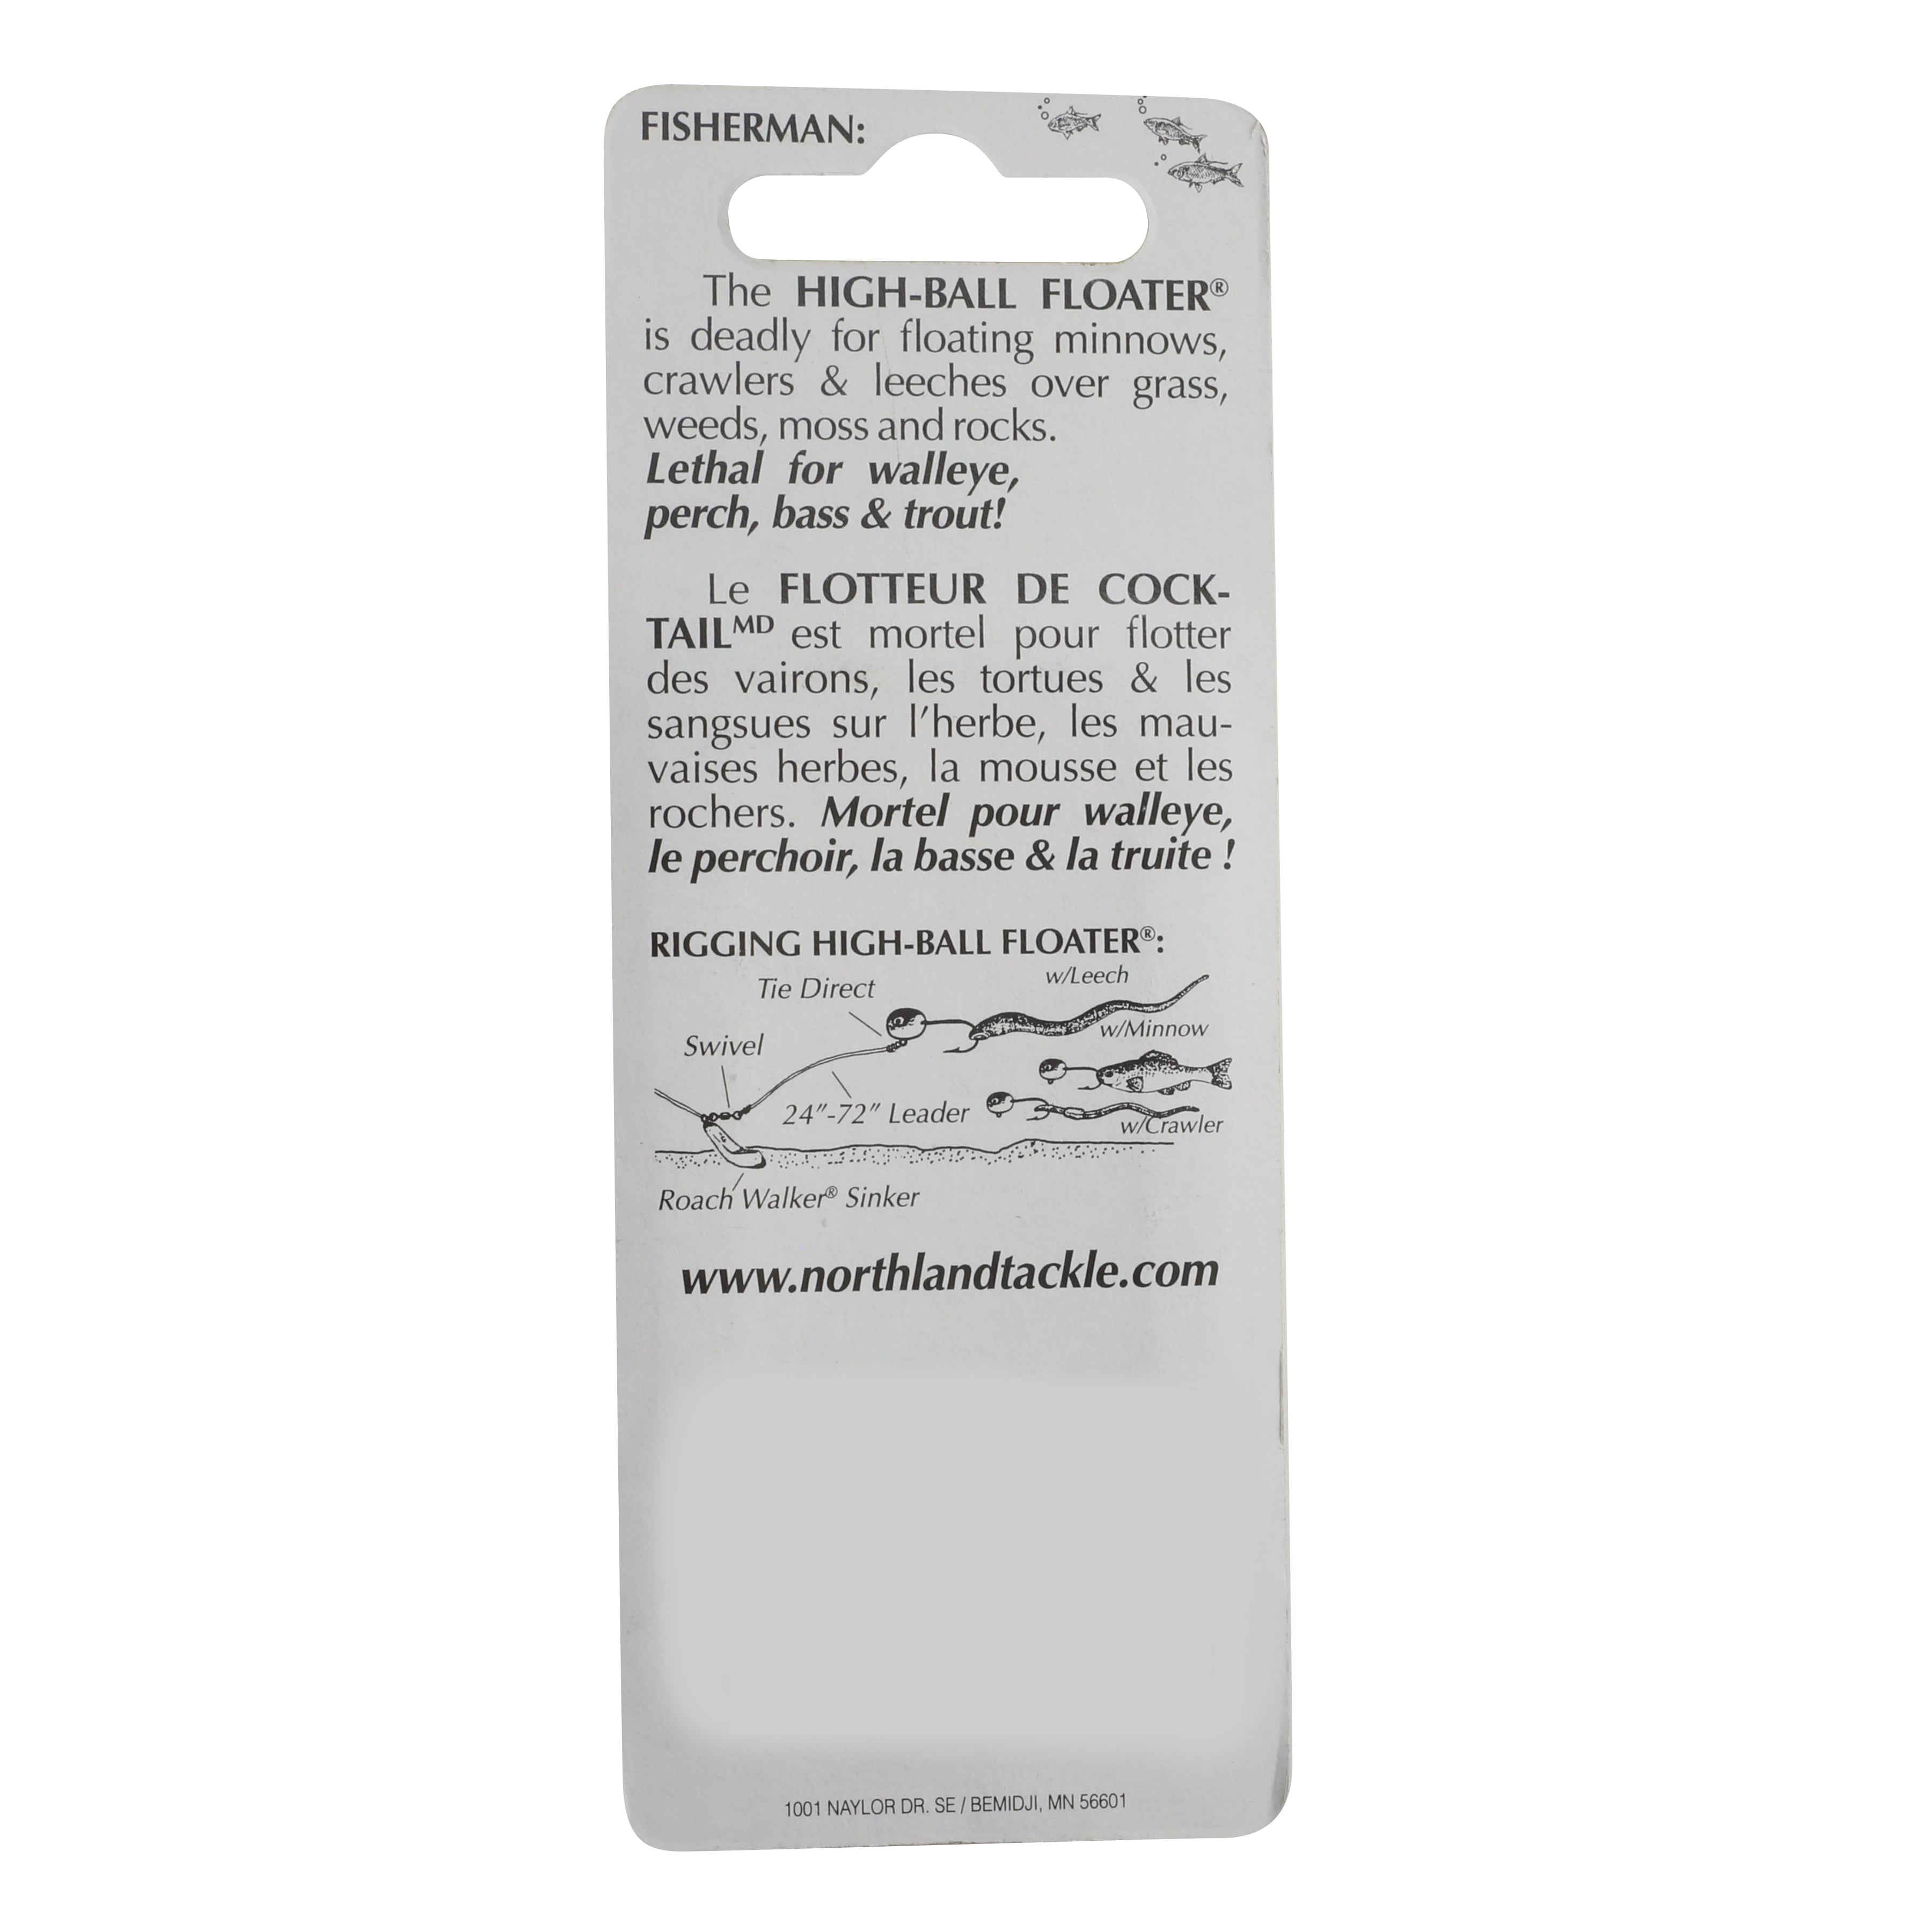 FISHERMAN:
The HIGH-BALL FLOATER®
is deadly for floating minnows,
crawlers & leeches over grass,
weeds, moss and rocks.
Lethal for walleye,
perch, bass & trout!
Le FLOTTEUR DE COCK-
TAILMD est mortel pour flotter
des vairons, les tortues & les
sangsues sur l'herbe, les mau-
vaises herbes, la mousse et les
rochers. Mortel pour walleye,
le perchoir, la basse & la truite !
RIGGING HIGH-BALL FLOATER®:
w/Leech
Tie Direct
w/Minnow
Swivel
24"-72" Leader
w/Crawler
Roach Walker® Sinker
www.northlandtackle.com
1001 NAYLOR DR. SE / BEMIDJI, MN 56601